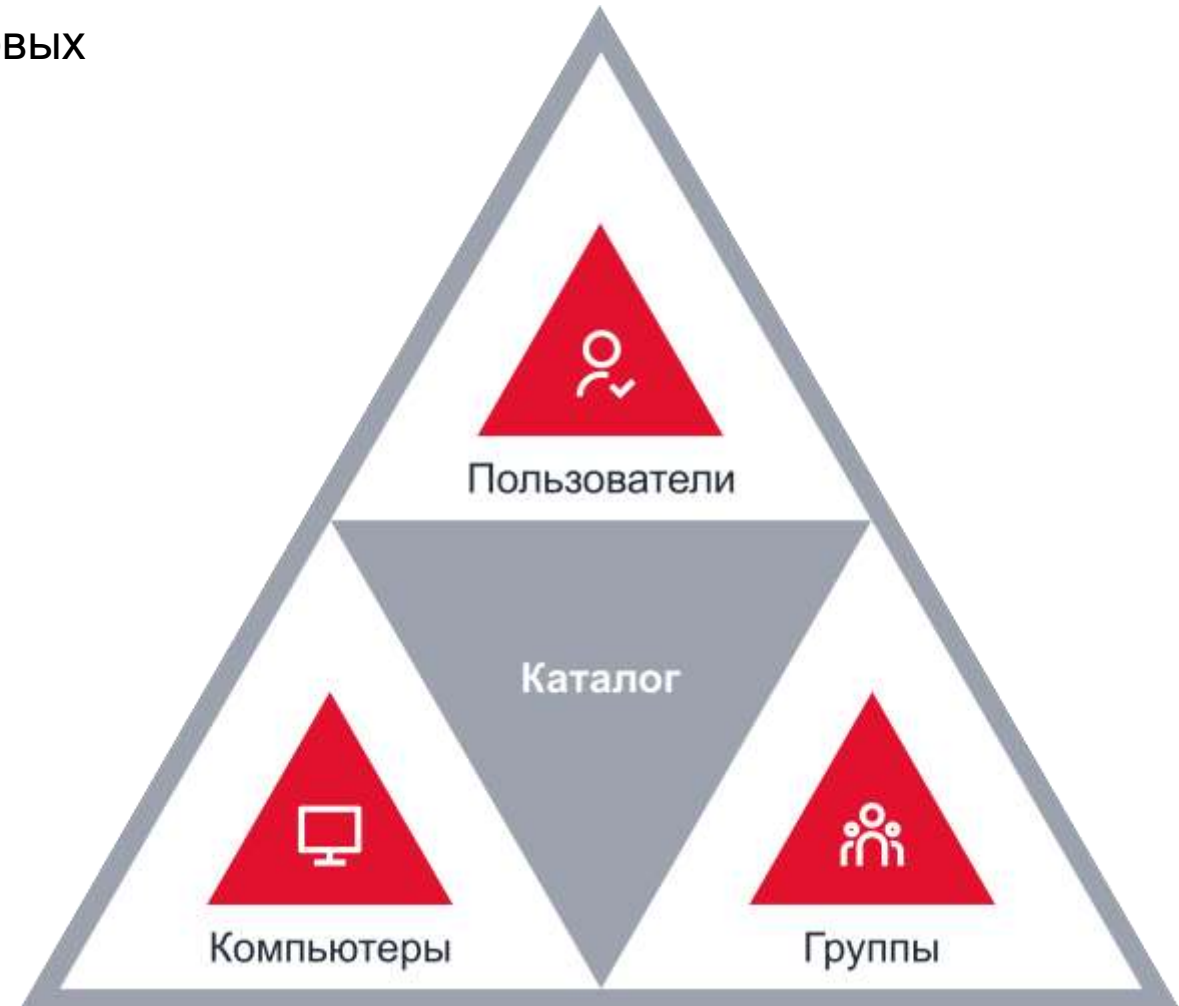 вых
Пользователи
Каталог
Компьютеры
Группы